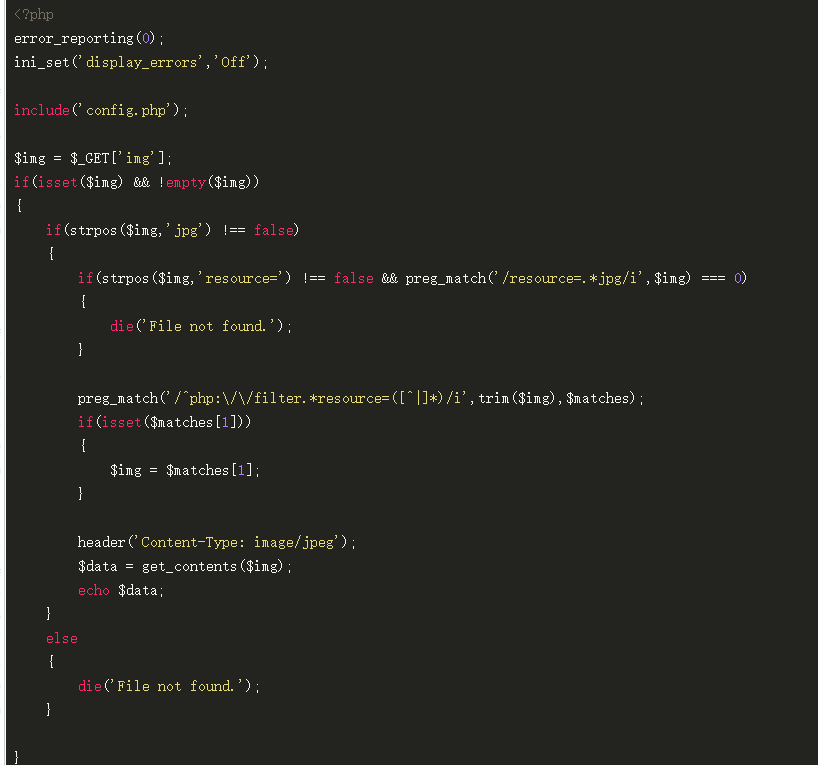 <?php
error_reporting(0);
ini_set('display_errors','Off');
include('config.php');
$img = $_GET['img'];
if(isset($img) && !empty($img))
{
if(strpos($img,'jpg') !== false)
{
if(strpos($img,'resource=') !== false && preg_match('/resource=.*jpg/i',$img) === 0)
{
die('File not found.');
}
preg_match('/^php:\/\/filter.*resource=([^|]*)/i',trim($img),$matches);
if(isset($matches[1]))
{
$img = $matches[1];
}
header('Content-Type: image/jpeg');
$data = get_contents($img);
echo $data;
}
else
{
die('File not found.');
}
}